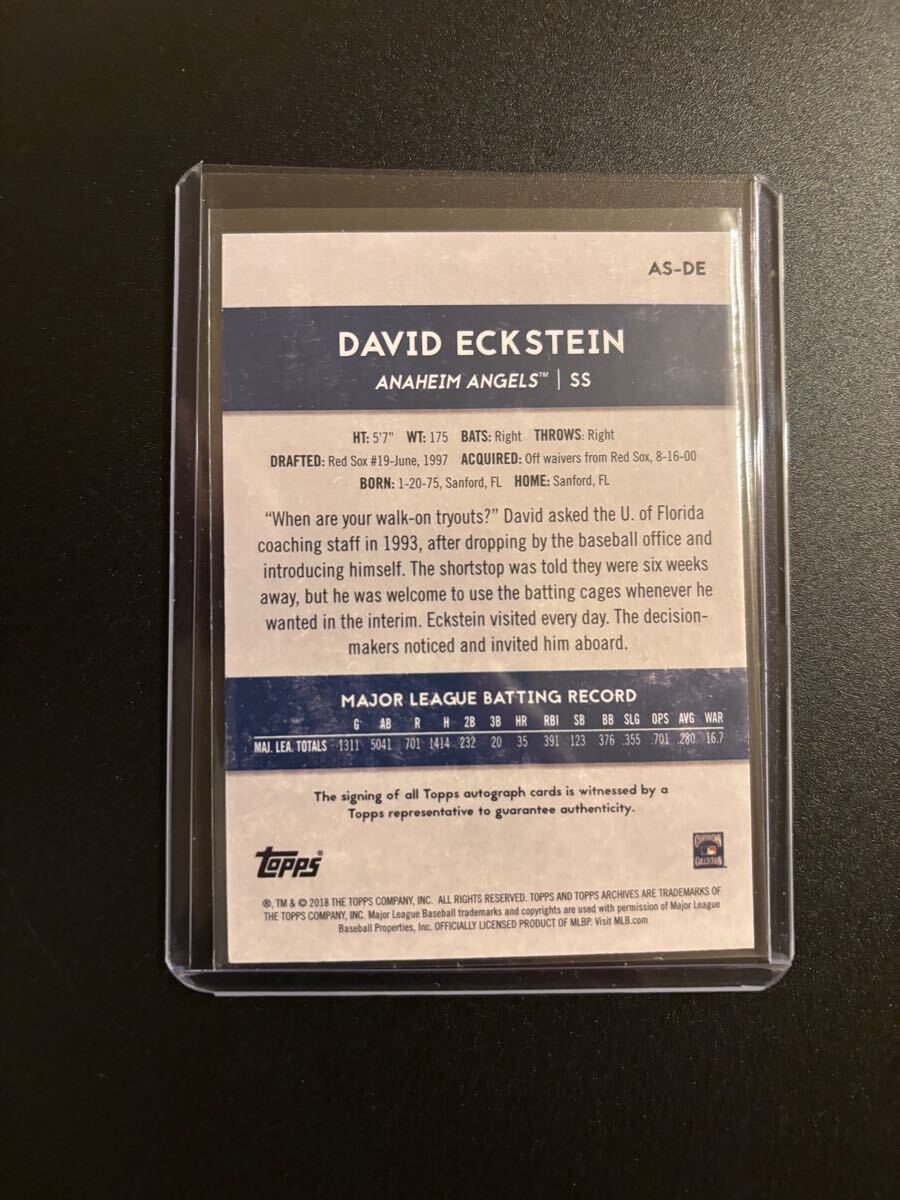 AS-DE
DAVID ECKSTEIN
ANAHEIM ANGELS™ | SS
HT: 5'7" WT: 175 BATS: Right THROWS: Right
DRAFTED: Red Sox #19-June, 1997 ACQUIRED: Off waivers from Red Sox, 8-16-00
BORN: 1-20-75, Sanford, FL HOME: Sanford, FL
“When are your walk-on tryouts?” David asked the U. of Florida
coaching staff in 1993, after dropping by the baseball office and
introducing himself. The shortstop was told they were six weeks
away, but he was welcome to use the batting cages whenever he
wanted in the interim. Eckstein visited every day. The decision-
makers noticed and invited him aboard.
MAJOR LEAGUE BATTING RECORD
G AB R H 2B 3B HR RBI SB BB SLG OPS AVG WAR
MAJ. LEA. TOTALS 1311 5041 701 1414 232 20 35 391 123 376 .355 .701 .280 16.7
The signing of all Topps autograph cards is witnessed by a
Topps representative to guarantee authenticity.
topps®
COOPERSTOWN
COLLECTION
®, TM & © 2018 THE TOPPS COMPANY, INC. ALL RIGHTS RESERVED. TOPPS AND TOPPS ARCHIVES ARE TRADEMARKS OF
THE TOPPS COMPANY, INC. Major League Baseball trademarks and copyrights are used with permission of Major League
Baseball Properties, Inc. OFFICIALLY LICENSED PRODUCT OF MLBP. Visit MLB.com